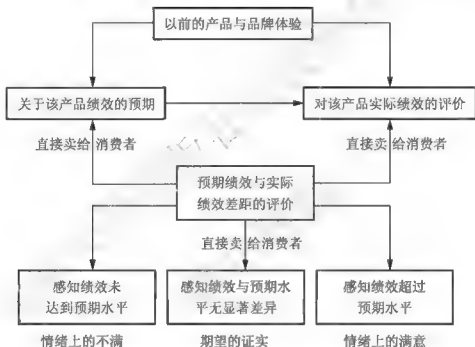 以前的产品与品牌体验
关于该产品绩效的预期
对该产品实际绩效的评价
直接卖给消费者
直接卖给消费者
预期绩效与实际
绩效差距的评价
直接卖给消费者
感知绩效未
达到预期水平
感知绩效与预期水
平无显著差异
感知绩效超过
预期水平
情绪上的不满
期望的证实
情绪上的满意